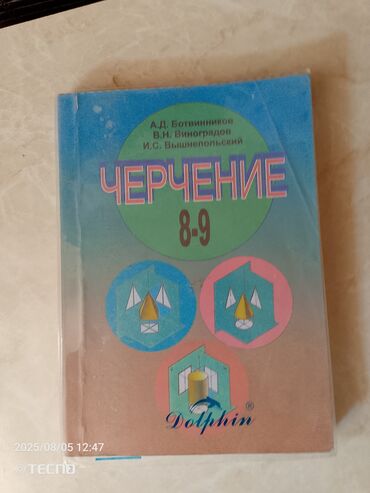 А.Д. Ботвинников
В.Н. Виноградов
И.С. Вышнепольский
ЧЕРЧЕНИЕ
8-9
Dolphin ®
2025/08/05 12:47
TECNO